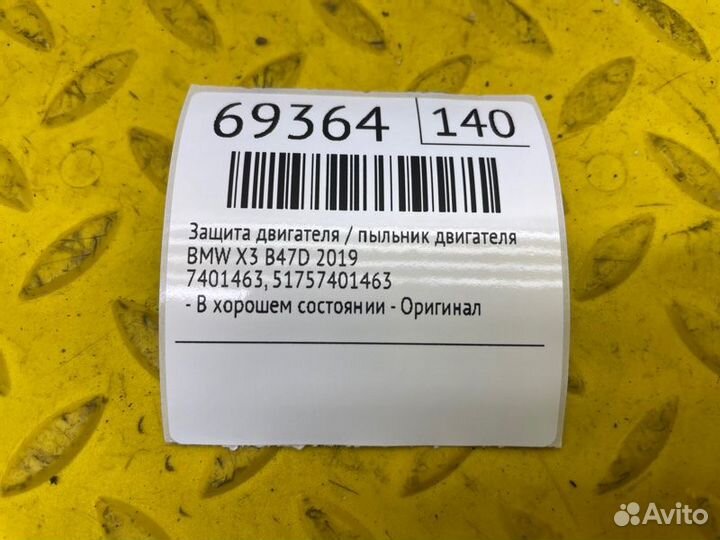 69364 140
Защита двигателя / пыльник двигателя
BMW X3 B47D 2019
7401463, 51757401463
- В хорошем состоянии - Оригинал
Avito